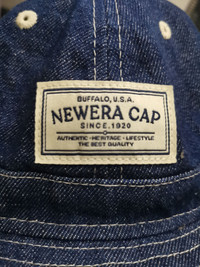 BUFFALO, U.S.A.
NEWERA CAP
SINCE.1920
AUTHENTIC - HERITAGE - LIFESTYLE
THE BEST QUALITY